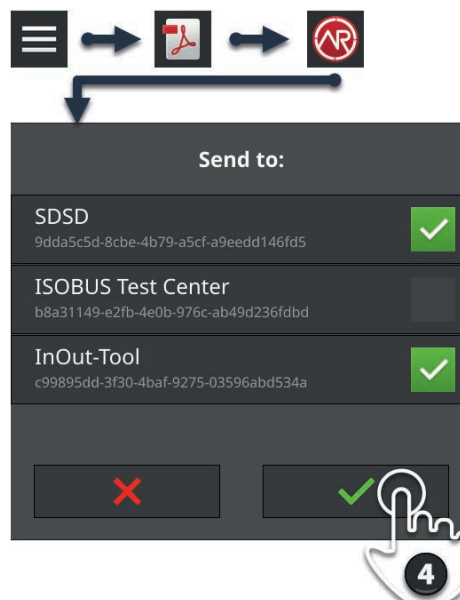 Send to:
SDSD
9dda5c5d-8cbe-4b79-a5cf-a9eedd146fd5
ISOBUS Test Center
b8a31149-e2fb-4e0b-976c-ab49d236fdbd
InOut-Tool
c99895dd-3f30-4baf-9275-03596abd534a
4